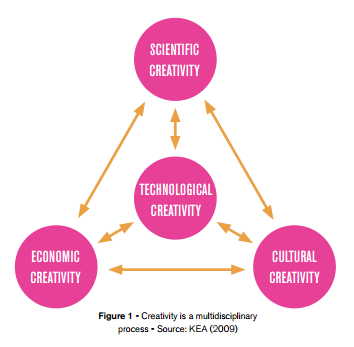 SCIENTIFIC
CREATIVITY
TECHNOLOGICAL
CREATIVITY
ECONOMIC
CREATIVITY
CULTURAL
CREATIVITY
Figure 1 - Creativity is a multidisciplinary
process - Source: KEA (2009)